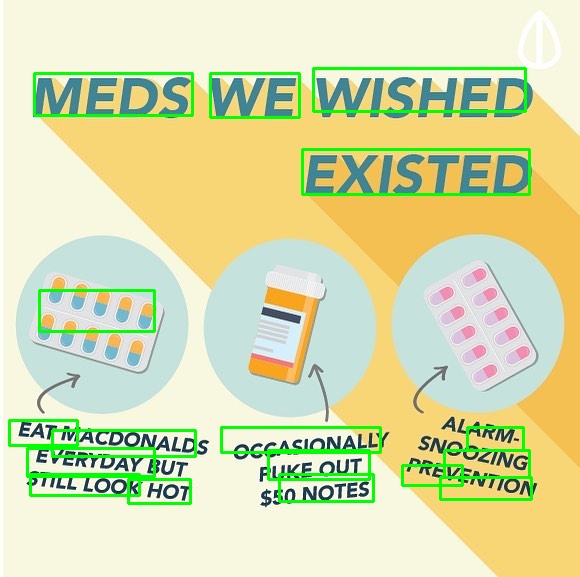 MEDS WE WISHED
EXISTED
EAT MACDONALDS
EVERYDAY BUT
STILL LOOK HOT
OCCASIONALLY
PUKE OUT
$50 NOTES
ALARM-
SNOOZING
PREVENTION